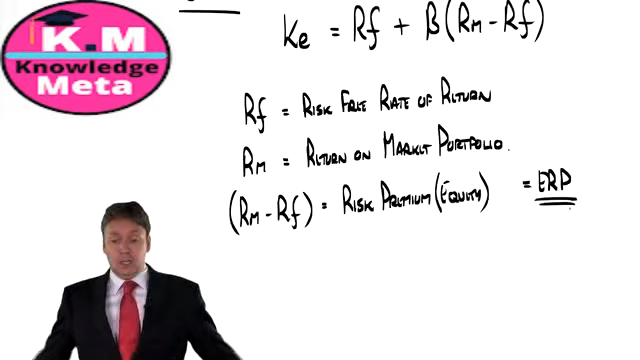 K.M
Knowledge
Meta
Ke = Rf + β(Rm - Rf)
Rf = Risk Free Rate of Return
Rm = Return on Market Portfolio.
(Rm - Rf) = Risk Premium (Equity) = ERP